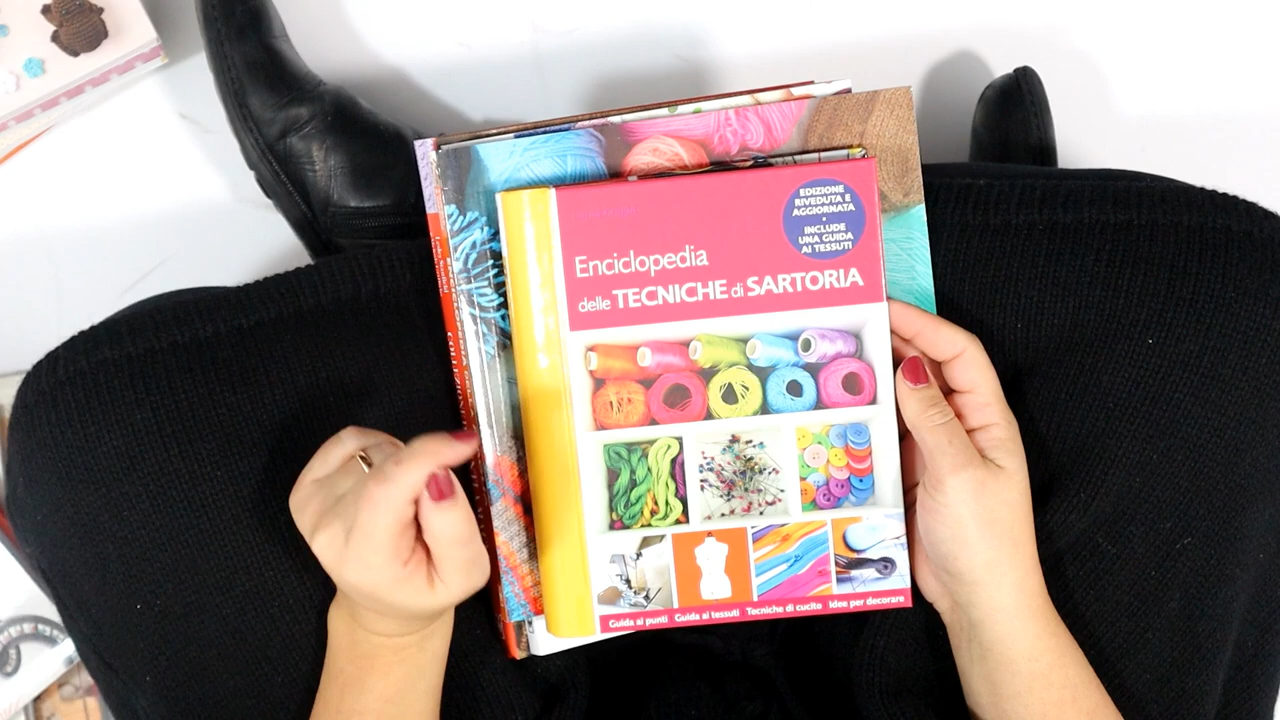 Enciclopedia
delle TECNICHE di SARTORIA
EDIZIONE
RIVEDUTA E
AGGIORNATA
•
INCLUDE
UNA GUIDA
AI TESSUTI
Guida ai punti Guida ai tessuti Tecniche di cucito Idee per decorare